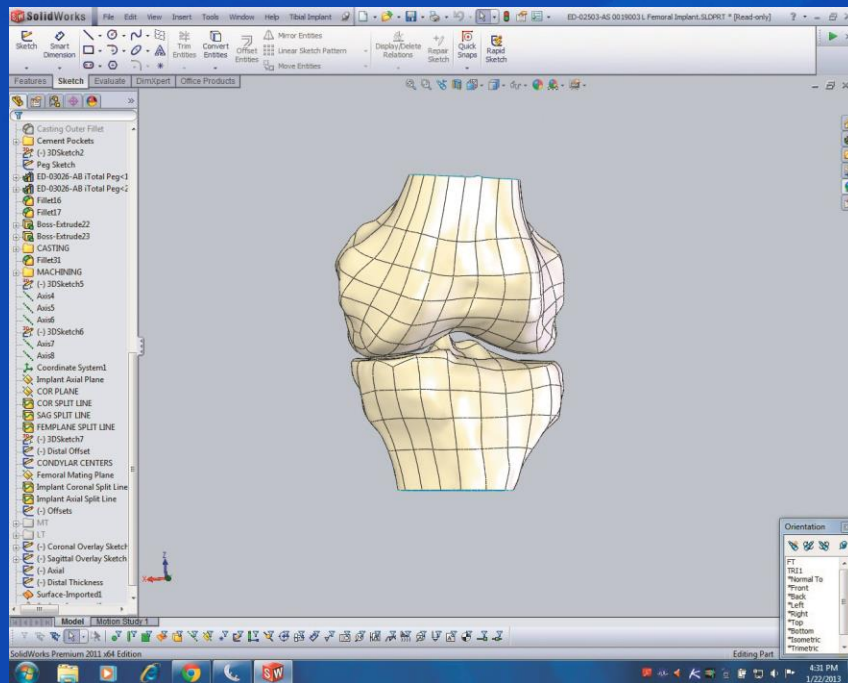 SolidWorks File Edit View Insert Tools Window Help Tibial Implant ED-02503-AS 0019003 L Femoral Implant.SLDPRT * [Read-only]
Sketch Smart Dimension Trim Entities Convert Entities Offset Entities Mirror Entities Linear Sketch Pattern Move Entities Display/Delete Relations Repair Sketch Quick Snaps Rapid Sketch
Features Sketch Evaluate DimXpert Office Products
Casting Outer Fillet
Cement Pockets
(-) 3DSketch2
Peg Sketch
ED-03026-AB iTotal Peg<1
ED-03026-AB iTotal Peg<2
Fillet16
Fillet17
Boss-Extrude22
Boss-Extrude23
CASTING
Fillet31
MACHINING
(-) 3DSketch5
Axis4
Axis5
Axis6
(-) 3DSketch6
Axis7
Axis8
Coordinate System1
Implant Axial Plane
COR PLANE
COR SPLIT LINE
SAG SPLIT LINE
FEMPLANE SPLIT LINE
(-) 3DSketch7
(-) Distal Offset
CONDYLAR CENTERS
Femoral Mating Plane
Implant Coronal Split Line
Implant Axial Split Line
(-) Offsets
MT
LT
(-) Coronal Overlay Sketch
(-) Sagittal Overlay Sketch
(-) Axial
(-) Distal Thickness
Surface-Imported1
Z
X
Orientation
FT
TRI1
*Normal To
*Front
*Back
*Left
*Right
*Top
*Bottom
*Isometric
*Trimetric
Model Motion Study 1
SolidWorks Premium 2011 x64 Edition Editing Part
4:31 PM
1/22/2013